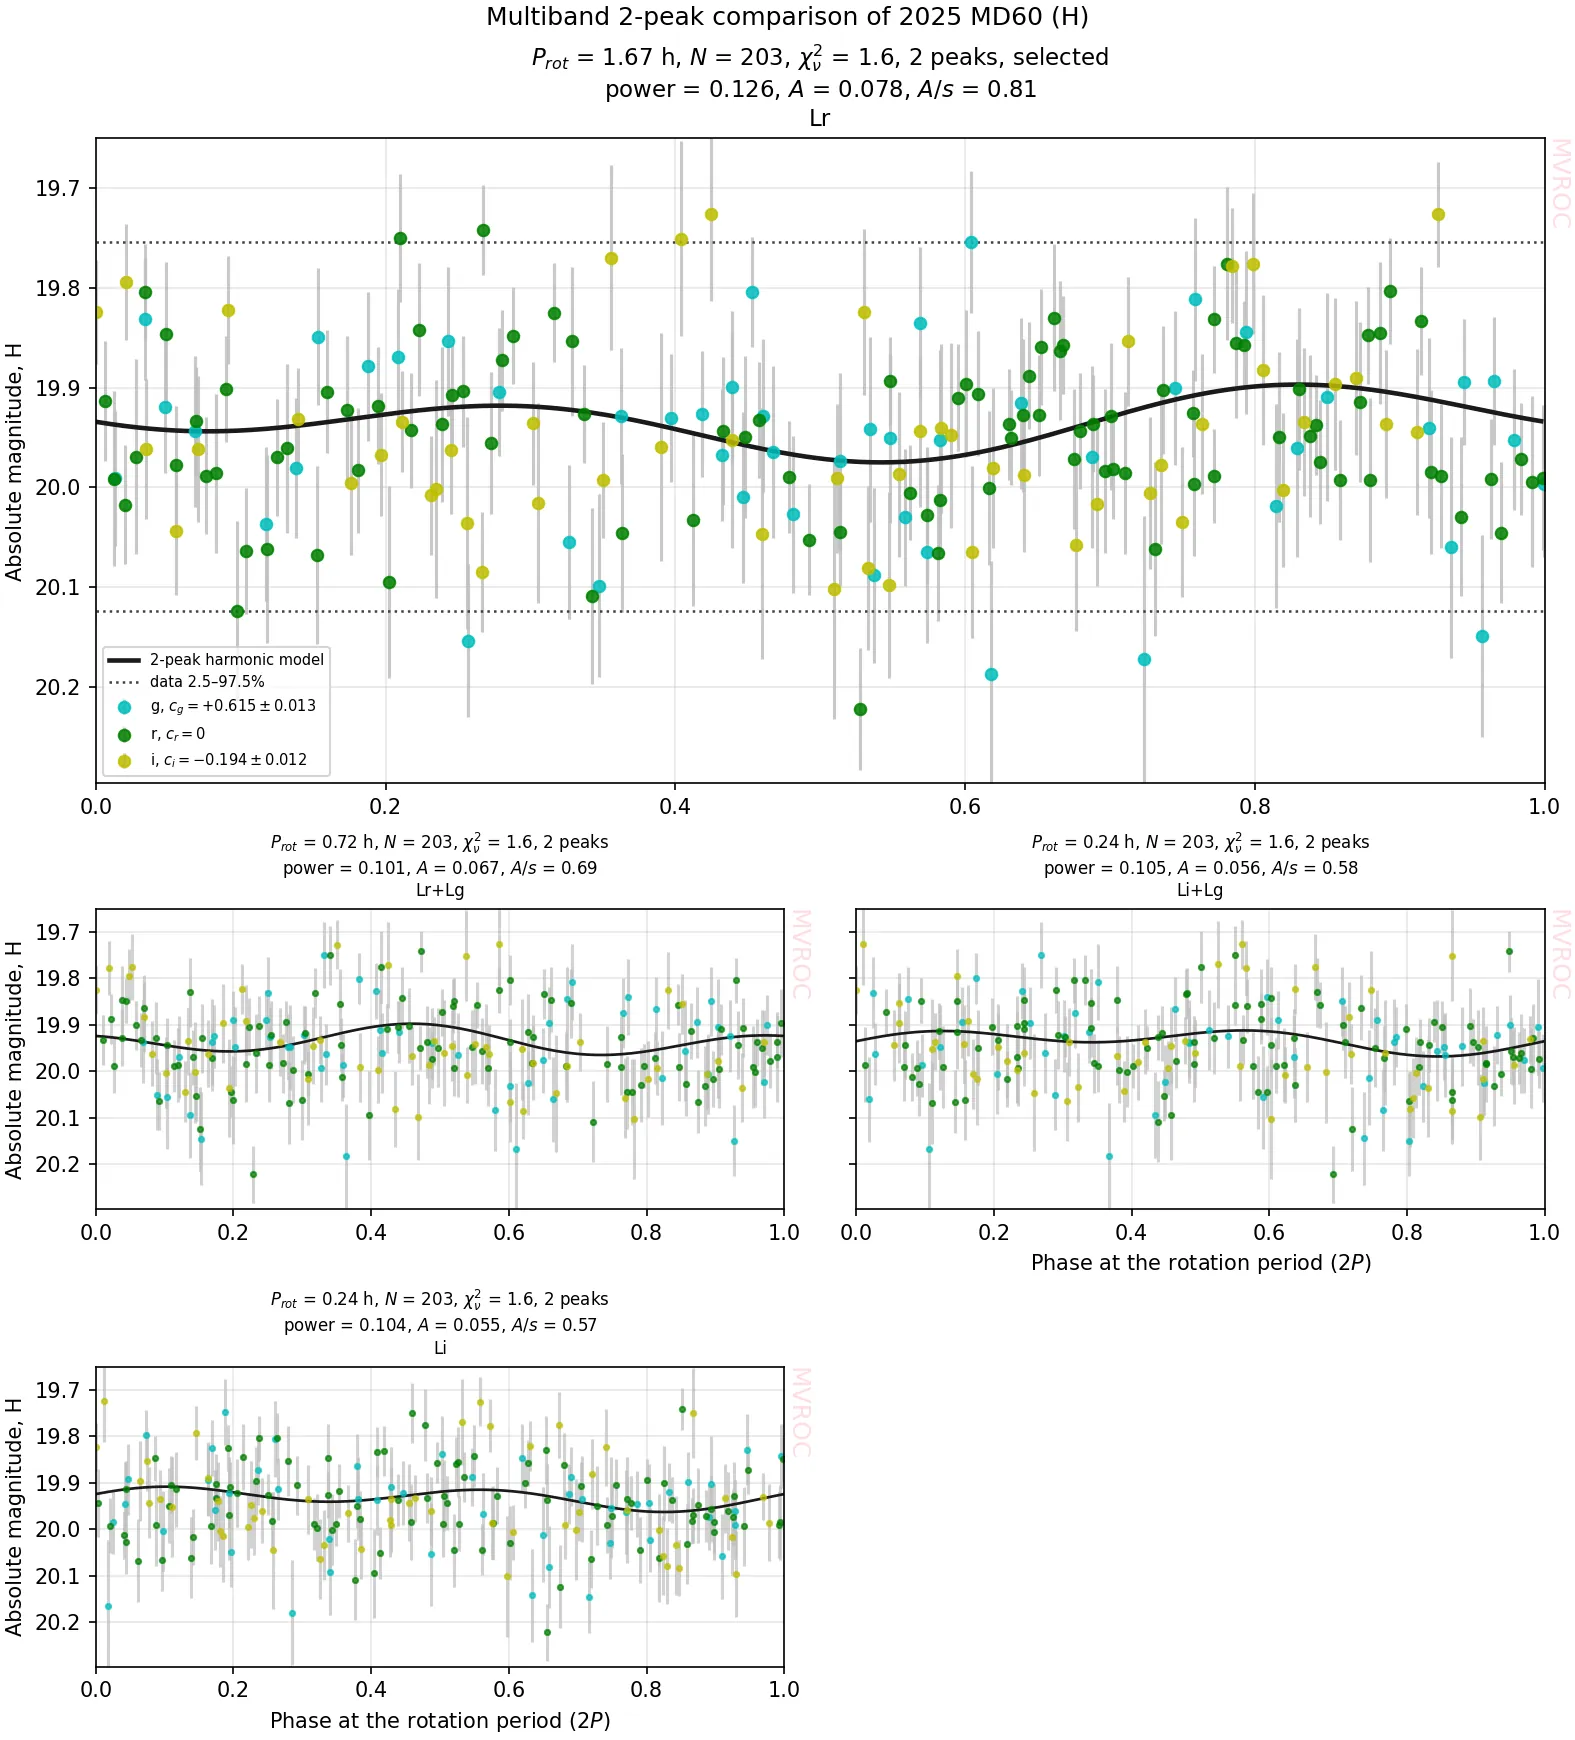 Multiband 2-peak comparison of 2025 MD60 (H)
P_rot = 1.67 h, N = 203, χ²_ν = 1.6, 2 peaks, selected
power = 0.126, A = 0.078, A/s = 0.81
Lr
MVROC
19.7
19.8
19.9
20.0
20.1
20.2
Absolute magnitude, H
2-peak harmonic model
data 2.5–97.5%
g, c_g = +0.615 ± 0.013
r, c_r = 0
i, c_i = −0.194 ± 0.012
0.0 0.2 0.4 0.6 0.8 1.0
P_rot = 0.72 h, N = 203, χ²_ν = 1.6, 2 peaks
power = 0.101, A = 0.067, A/s = 0.69
Lr+Lg
MVROC
19.7
19.8
19.9
20.0
20.1
20.2
Absolute magnitude, H
0.0 0.2 0.4 0.6 0.8 1.0
P_rot = 0.24 h, N = 203, χ²_ν = 1.6, 2 peaks
power = 0.105, A = 0.056, A/s = 0.58
Li+Lg
MVROC
0.0 0.2 0.4 0.6 0.8 1.0
Phase at the rotation period (2P)
P_rot = 0.24 h, N = 203, χ²_ν = 1.6, 2 peaks
power = 0.104, A = 0.055, A/s = 0.57
Li
MVROC
19.7
19.8
19.9
20.0
20.1
20.2
Absolute magnitude, H
0.0 0.2 0.4 0.6 0.8 1.0
Phase at the rotation period (2P)